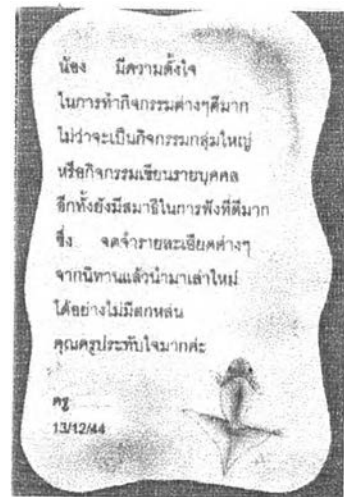 น้อง มีความตั้งใจ
ในการทำกิจกรรมต่างๆดีมาก
ไม่ว่าจะเป็นกิจกรรมกลุ่มใหญ่
หรือกิจกรรมเขียนรายบุคคล
อีกทั้งยังมีสมาธิในการฟังที่ดีมาก
ซึ่ง จดจำรายละเอียดต่างๆ
จากนิทานแล้วนำมาเล่าใหม่
ได้อย่างไม่มีตกหล่น
คุณครูประทับใจมากค่ะ
ครู
13/12/44